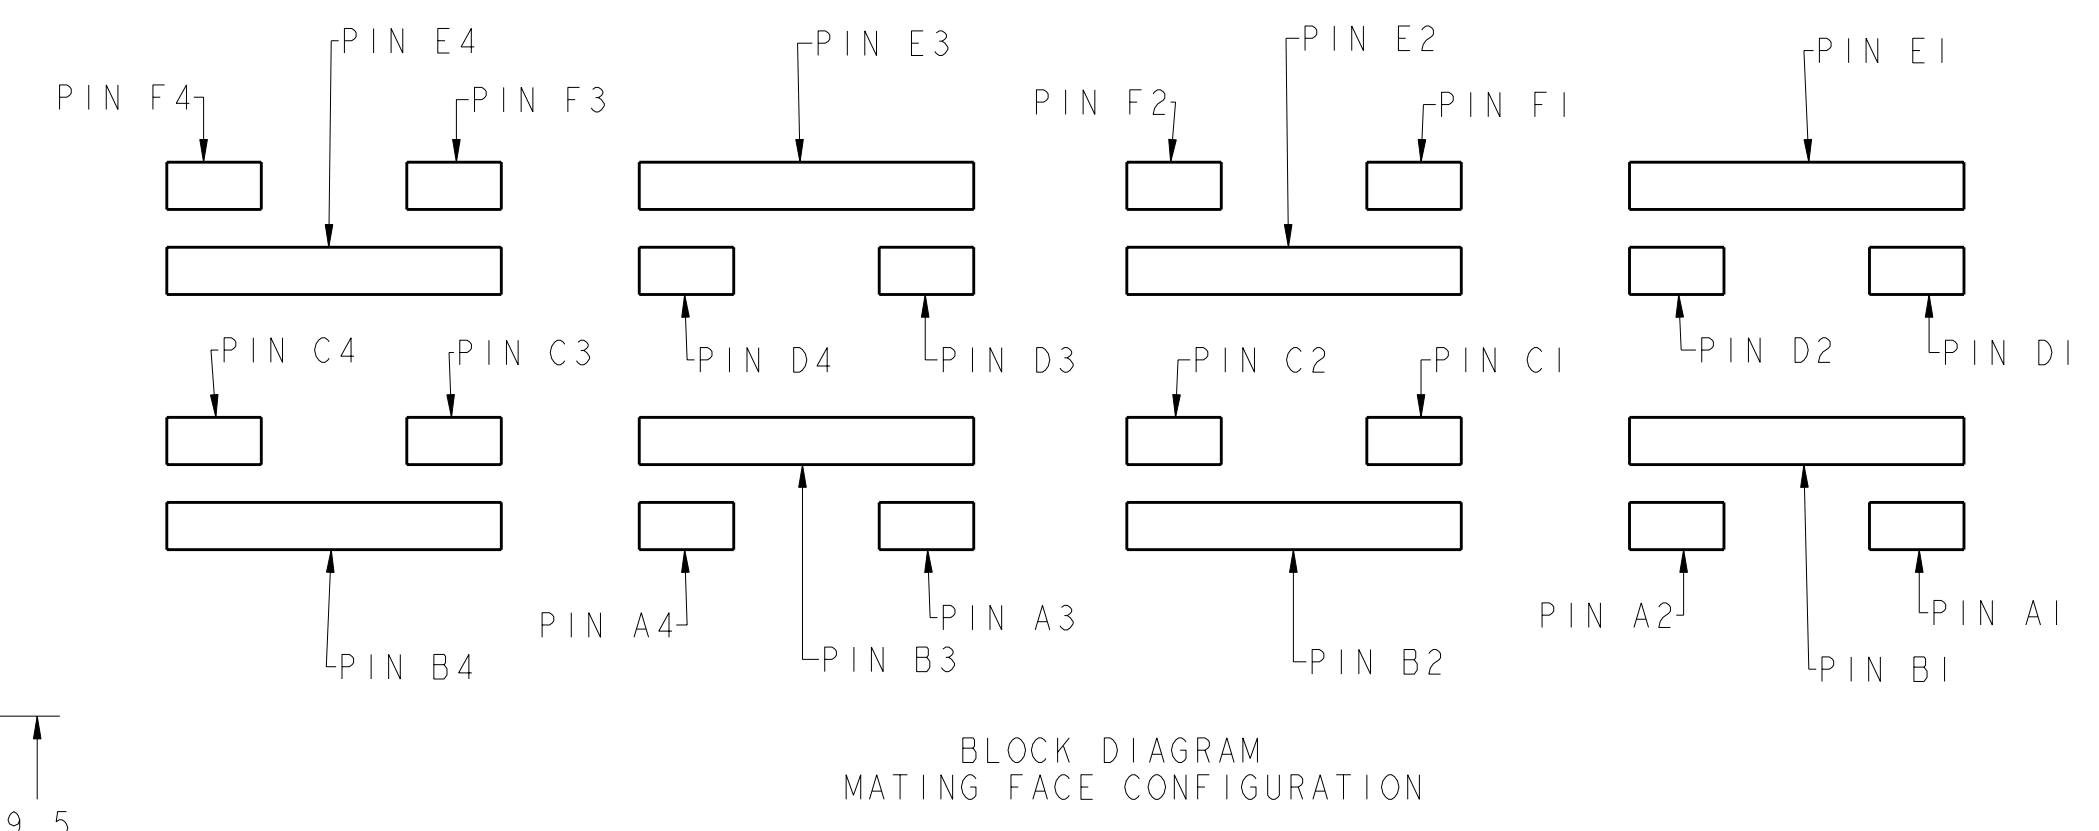 PIN E4
PIN E3
PIN E2
PIN E1
PIN F4
PIN F3
PIN F2
PIN F1
PIN C4
PIN C3
PIN D4
PIN D3
PIN C2
PIN C1
PIN D2
PIN D1
PIN A4
PIN A3
PIN A2
PIN A1
PIN B4
PIN B3
PIN B2
PIN B1
BLOCK DIAGRAM
MATING FACE CONFIGURATION
9 5